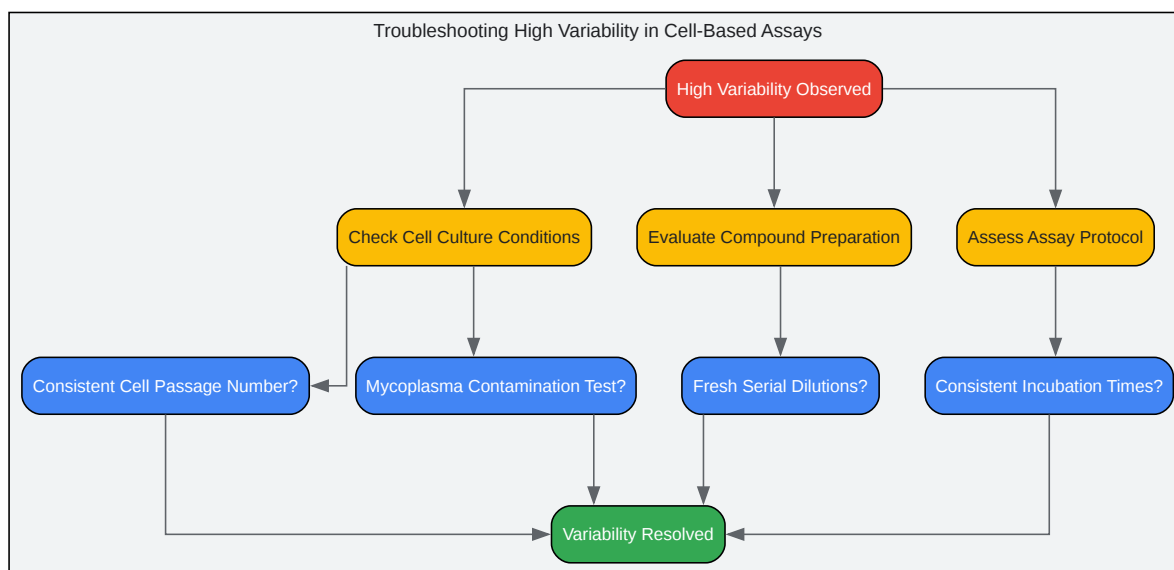 Troubleshooting High Variability in Cell-Based Assays
High Variability Observed
Check Cell Culture Conditions
Evaluate Compound Preparation
Assess Assay Protocol
Consistent Cell Passage Number?
Mycoplasma Contamination Test?
Fresh Serial Dilutions?
Consistent Incubation Times?
Variability Resolved